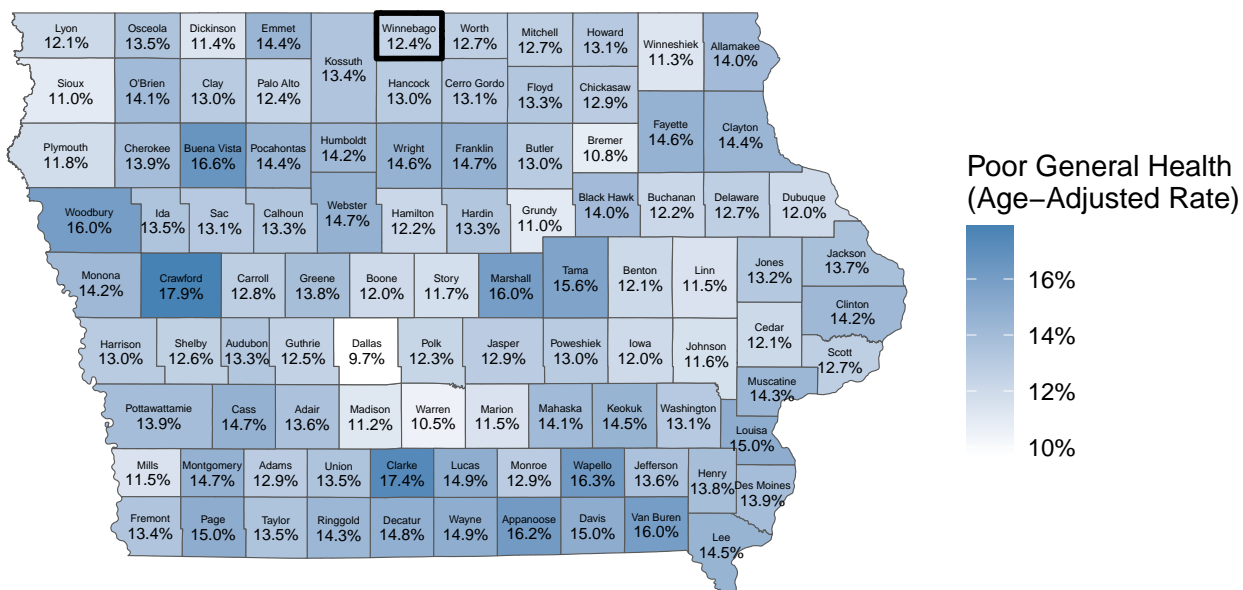 Lyon
12.1%
Osceola
13.5%
Dickinson
11.4%
Emmet
14.4%
Kossuth
13.4%
Winnebago
12.4%
Worth
12.7%
Mitchell
12.7%
Howard
13.1%
Winneshiek
11.3%
Allamakee
14.0%
Sioux
11.0%
O'Brien
14.1%
Clay
13.0%
Palo Alto
12.4%
Hancock
13.0%
Cerro Gordo
13.1%
Floyd
13.3%
Chickasaw
12.9%
Plymouth
11.8%
Cherokee
13.9%
Buena Vista
16.6%
Pocahontas
14.4%
Humboldt
14.2%
Wright
14.6%
Franklin
14.7%
Butler
13.0%
Bremer
10.8%
Fayette
14.6%
Clayton
14.4%
Woodbury
16.0%
Ida
13.5%
Sac
13.1%
Calhoun
13.3%
Webster
14.7%
Hamilton
12.2%
Hardin
13.3%
Grundy
11.0%
Black Hawk
14.0%
Buchanan
12.2%
Delaware
12.7%
Dubuque
12.0%
Monona
14.2%
Crawford
17.9%
Carroll
12.8%
Greene
13.8%
Boone
12.0%
Story
11.7%
Marshall
16.0%
Tama
15.6%
Benton
12.1%
Linn
11.5%
Jones
13.2%
Jackson
13.7%
Clinton
14.2%
Harrison
13.0%
Shelby
12.6%
Audubon
13.3%
Guthrie
12.5%
Dallas
9.7%
Polk
12.3%
Jasper
12.9%
Poweshiek
13.0%
Iowa
12.0%
Johnson
11.6%
Cedar
12.1%
Scott
12.7%
Muscatine
14.3%
Pottawattamie
13.9%
Cass
14.7%
Adair
13.6%
Madison
11.2%
Warren
10.5%
Marion
11.5%
Mahaska
14.1%
Keokuk
14.5%
Washington
13.1%
Louisa
15.0%
Mills
11.5%
Montgomery
14.7%
Adams
12.9%
Union
13.5%
Clarke
17.4%
Lucas
14.9%
Monroe
12.9%
Wapello
16.3%
Jefferson
13.6%
Henry
13.8%
Des Moines
13.9%
Fremont
13.4%
Page
15.0%
Taylor
13.5%
Ringgold
14.3%
Decatur
14.8%
Wayne
14.9%
Appanoose
16.2%
Davis
15.0%
Van Buren
16.0%
Lee
14.5%
Poor General Health
(Age−Adjusted Rate)
16%
14%
12%
10%